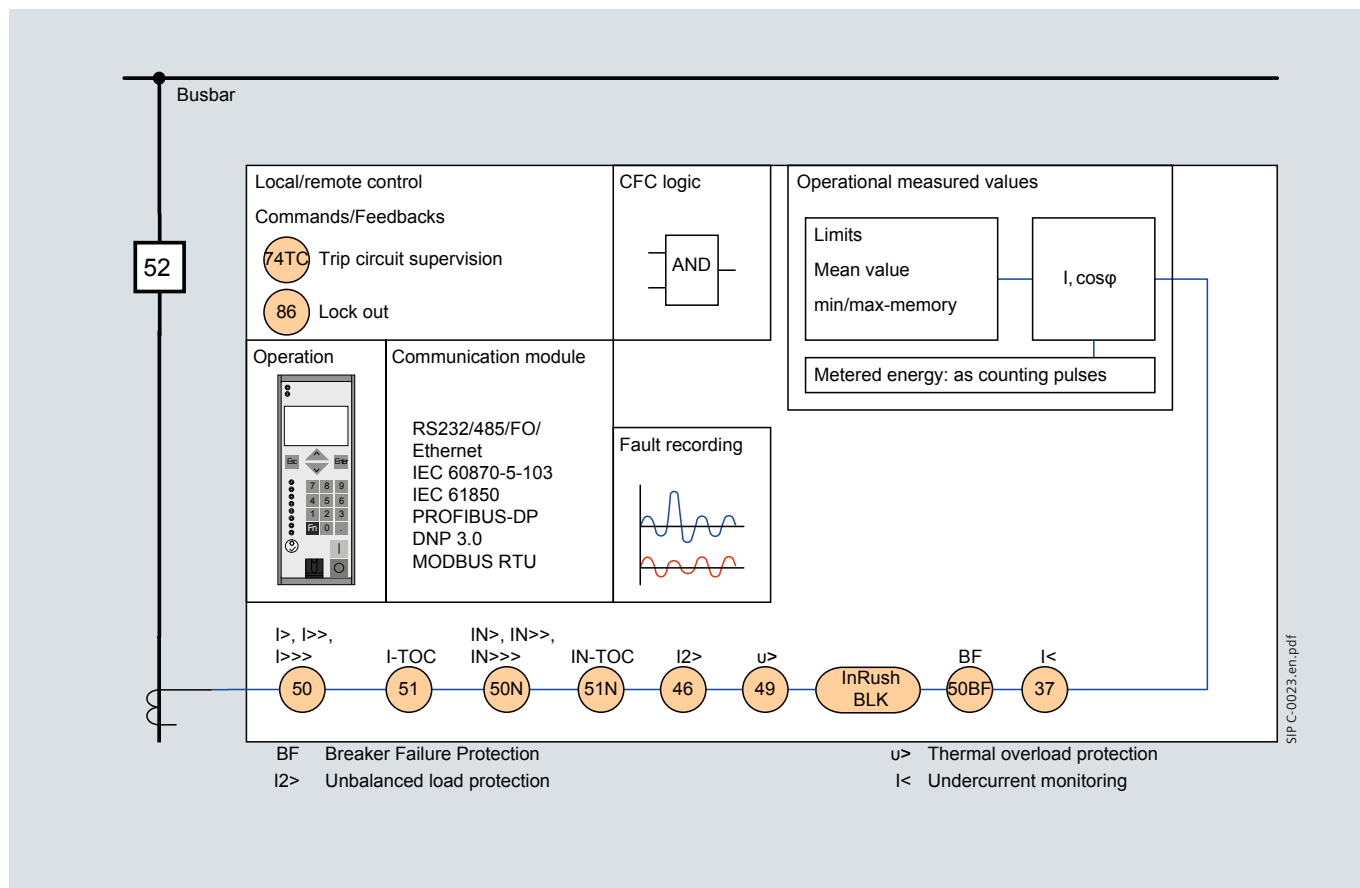 Busbar
52
Local/remote control
Commands/Feedbacks
74TC Trip circuit supervision
86 Lock out
CFC logic
AND
Operational measured values
Limits
Mean value
min/max-memory
I, cosφ
Metered energy: as counting pulses
Operation
Esc Enter
7 8 9
4 5 6
1 2 3
Fn 0 .
Communication module
RS232/485/FO/
Ethernet
IEC 60870-5-103
IEC 61850
PROFIBUS-DP
DNP 3.0
MODBUS RTU
Fault recording
I>, I>>,
I>>>
50
I-TOC
51
IN>, IN>>,
IN>>>
50N
IN-TOC
51N
I2>
46
υ>
49
InRush
BLK
BF
50BF
I<
37
BF Breaker Failure Protection
I2> Unbalanced load protection
υ> Thermal overload protection
I< Undercurrent monitoring
SIP C-0023.en.pdf